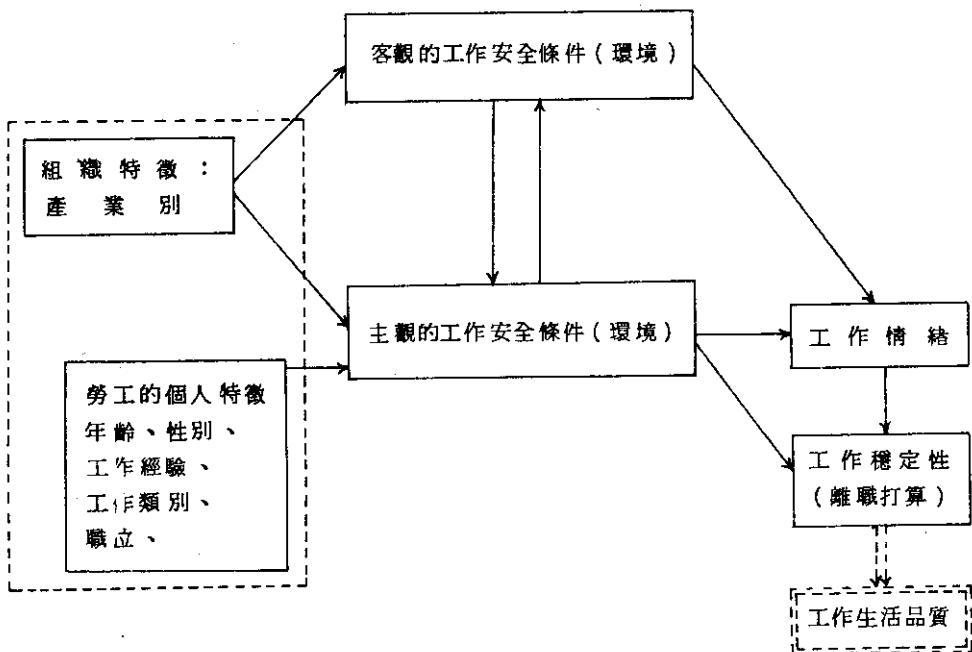 客觀的工作安全條件(環境)
組織特徵：
產業別
主觀的工作安全條件(環境)
工作情緒
勞工的個人特徵
年齡、性別、
工作經驗、
工作類別、
職立、
工作穩定性
(離職打算)
工作生活品質